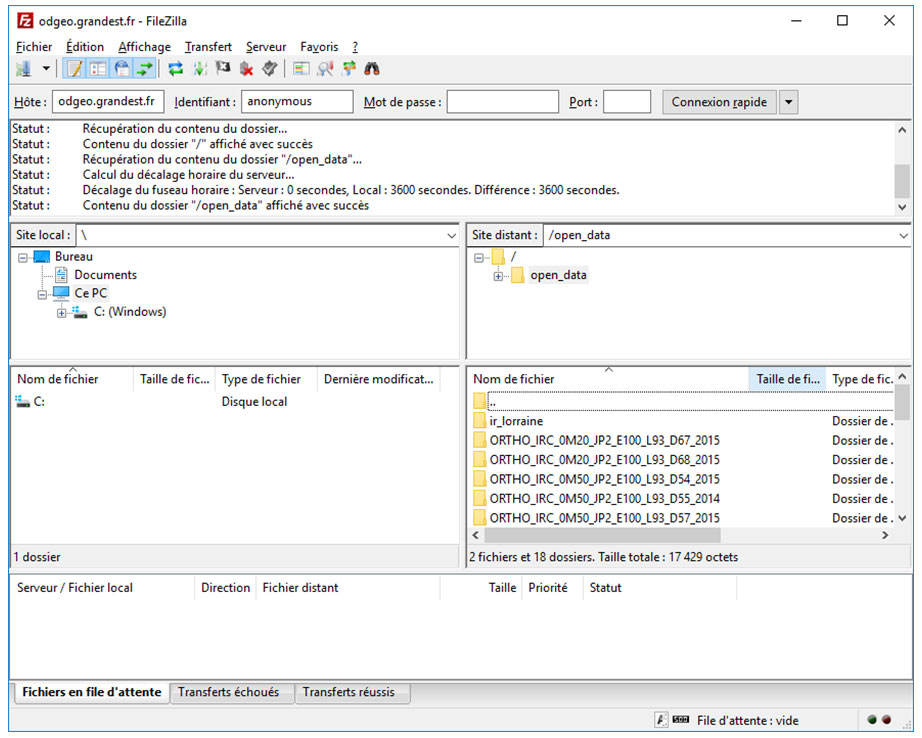 odgeo.grandest.fr - FileZilla
Fichier Édition Affichage Transfert Serveur Favoris ?
Hôte : odgeo.grandest.fr Identifiant : anonymous Mot de passe : Port : Connexion rapide
Statut : Récupération du contenu du dossier...
Statut : Contenu du dossier "/" affiché avec succès
Statut : Récupération du contenu du dossier "/open_data"...
Statut : Calcul du décalage horaire du serveur...
Statut : Décalage du fuseau horaire : Serveur : 0 secondes, Local : 3600 secondes. Différence : 3600 secondes.
Statut : Contenu du dossier "/open_data" affiché avec succès
Site local : \
Bureau
Documents
Ce PC
C: (Windows)
Site distant : /open_data
/
open_data
Nom de fichier Taille de fic... Type de fichier Dernière modificat...
C: Disque local
1 dossier
Nom de fichier Taille de fi... Type de fic.
..
ir_lorraine Dossier de .
ORTHO_IRC_0M20_JP2_E100_L93_D67_2015 Dossier de .
ORTHO_IRC_0M20_JP2_E100_L93_D68_2015 Dossier de .
ORTHO_IRC_0M50_JP2_E100_L93_D54_2015 Dossier de .
ORTHO_IRC_0M50_JP2_E100_L93_D55_2014 Dossier de .
ORTHO_IRC_0M50_JP2_E100_L93_D57_2015 Dossier de .
2 fichiers et 18 dossiers. Taille totale : 17 429 octets
Serveur / Fichier local Direction Fichier distant Taille Priorité Statut
Fichiers en file d'attente Transferts échoués Transferts réussis
File d'attente : vide